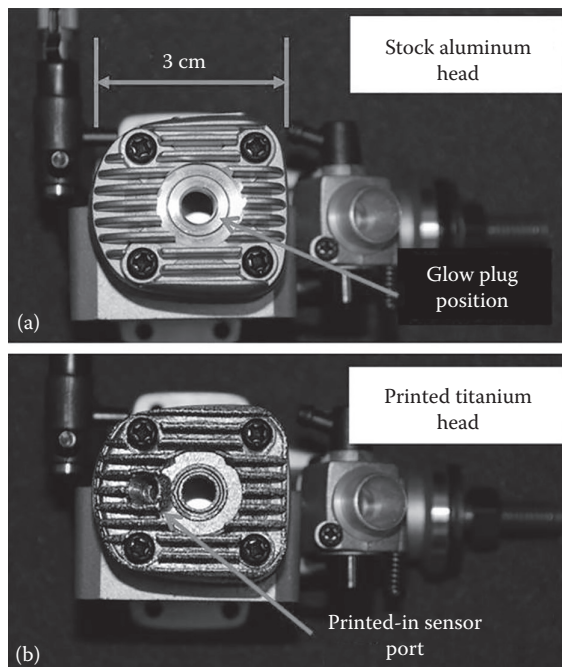 Stock aluminum
head
3 cm
Glow plug
position
(a)
Printed titanium
head
Printed-in sensor
port
(b)